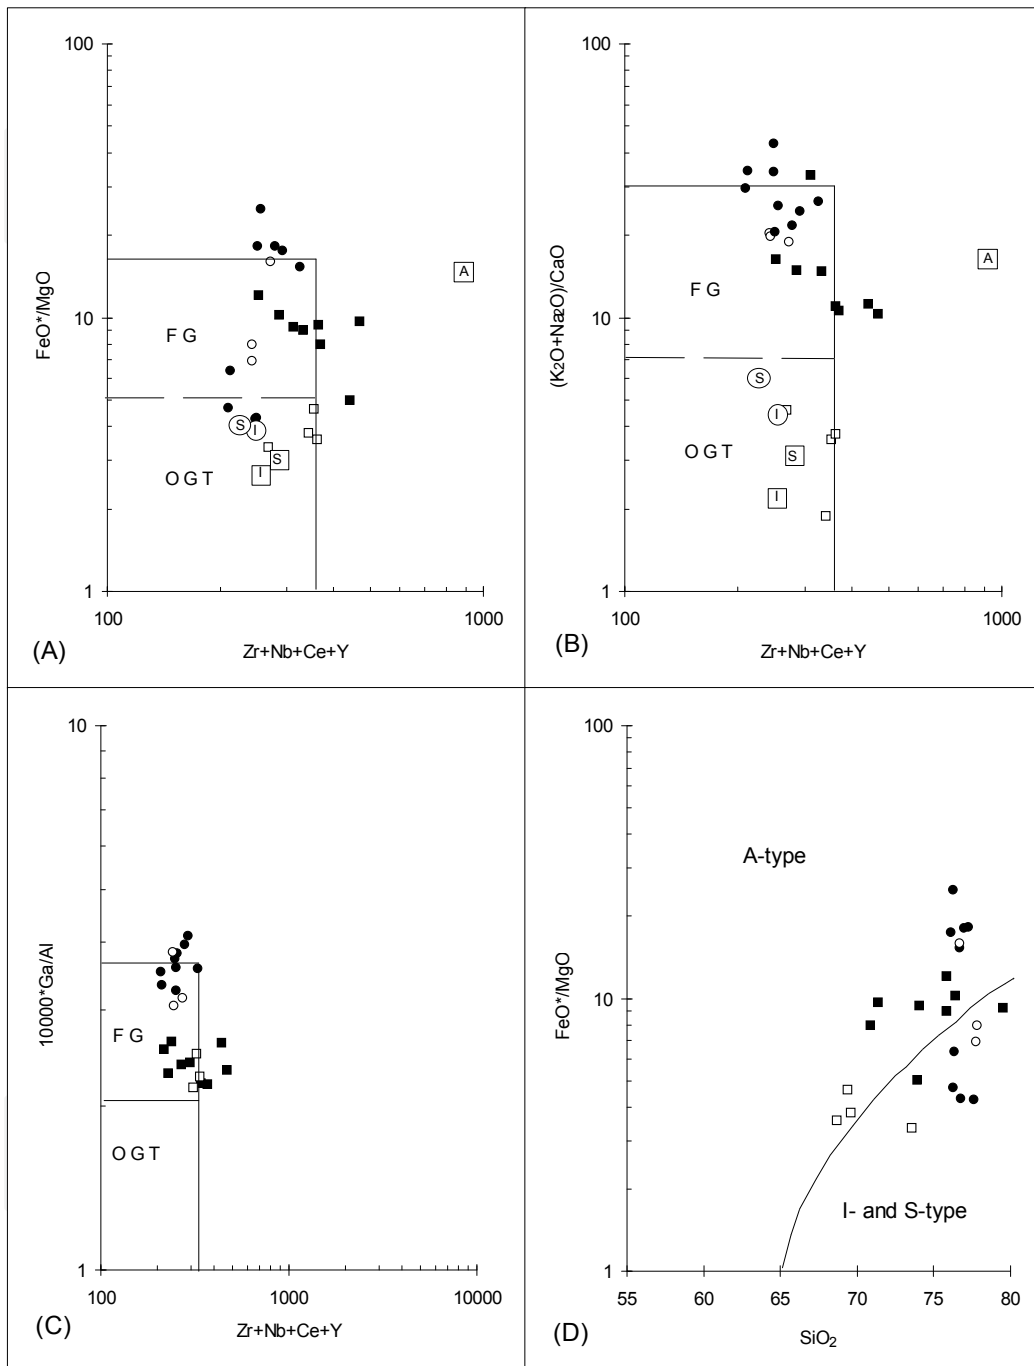 100
10
1
FeO*/MgO
F G
O G T
S
I
S
I
A
100
1000
Zr+Nb+Ce+Y
(A)
100
10
1
(K2O+Na2O)/CaO
F G
O G T
S
I
S
I
A
100
1000
Zr+Nb+Ce+Y
(B)
10
1
10000*Ga/Al
F G
O G T
100
1000
10000
Zr+Nb+Ce+Y
(C)
100
10
1
FeO*/MgO
A-type
I- and S-type
55
60
65
70
75
80
SiO2
(D)